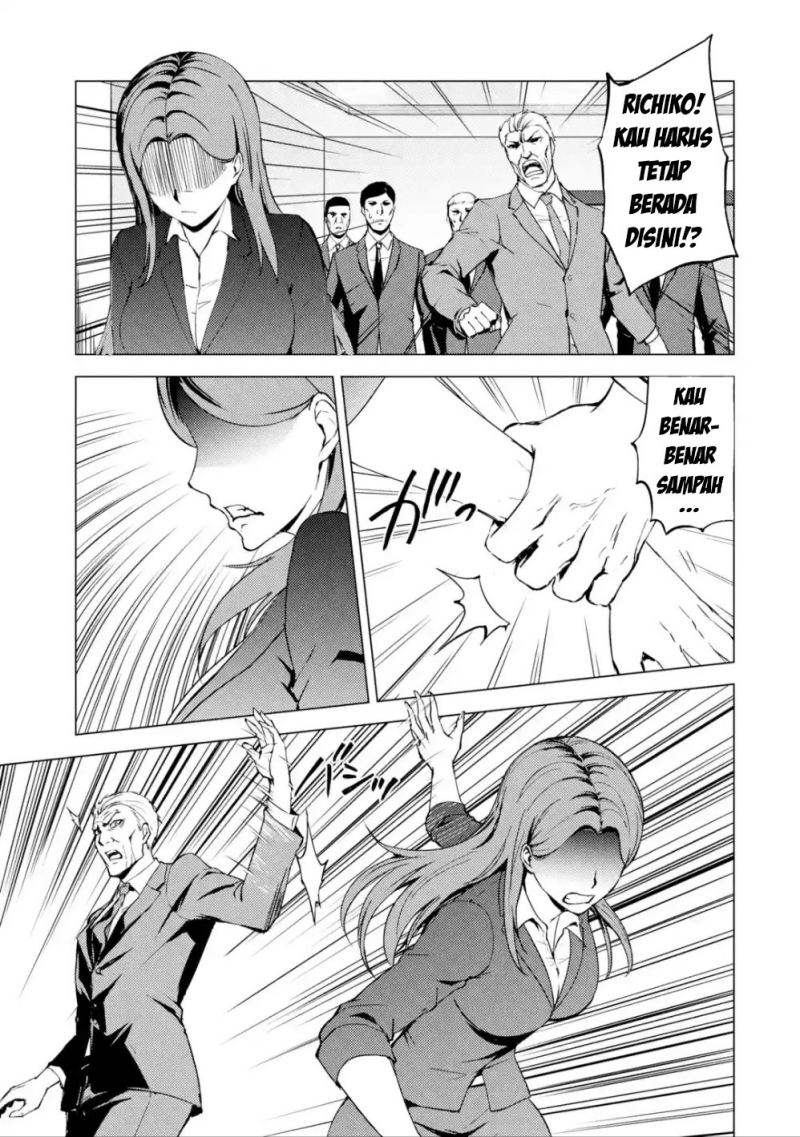 RICHIKO!
KAU HARUS
TETAP
BERADA
DISINI!?
KAU
BENAR-
BENAR
SAMPAH
...
ガッ
バシッ